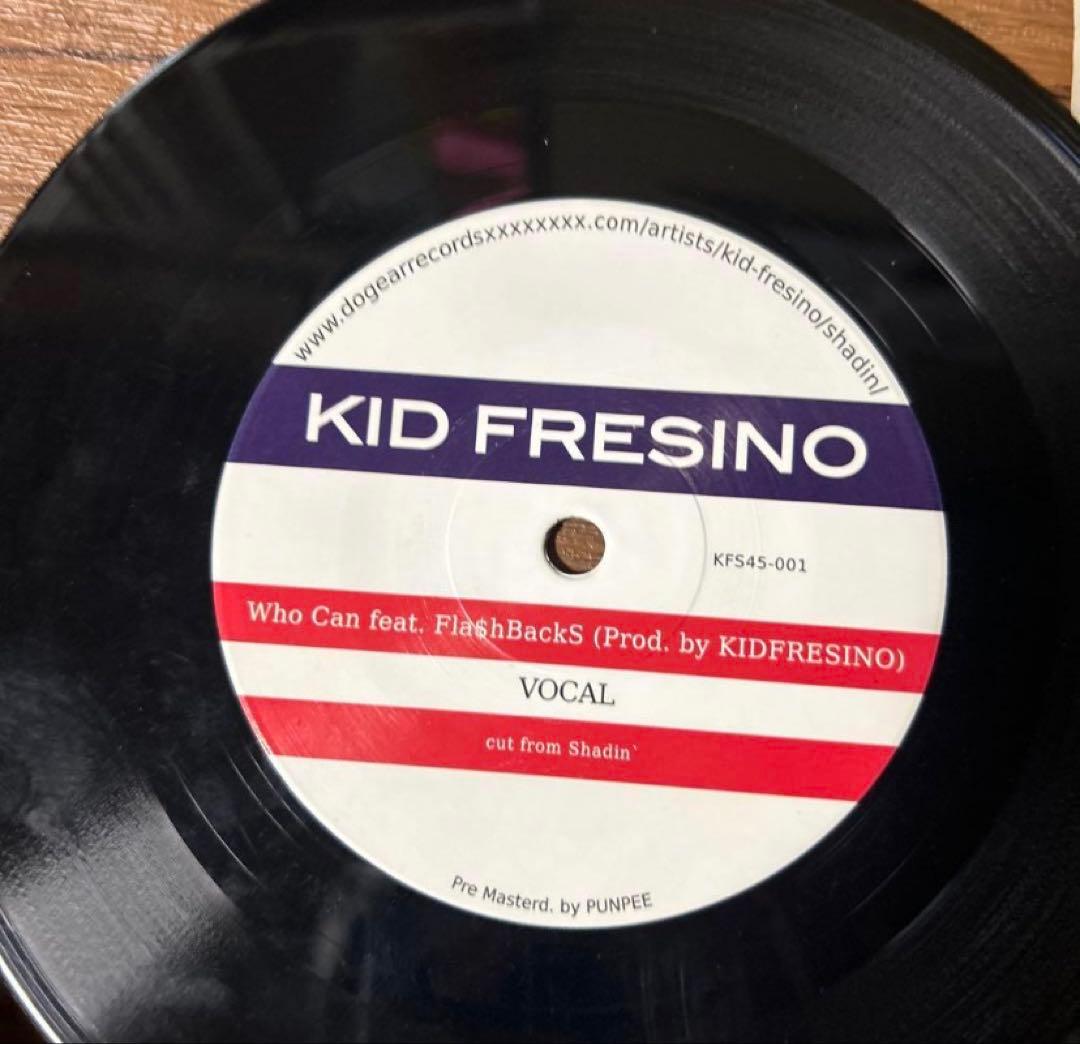 www.dogearrecordsxxxxxxxx.com/artists/kid-fresino/shadin/
KID FRESINO
KFS45-001
Who Can feat. Fla$hBackS (Prod. by KIDFRESINO)
VOCAL
cut from Shadin`
Pre Masterd. by PUNPEE